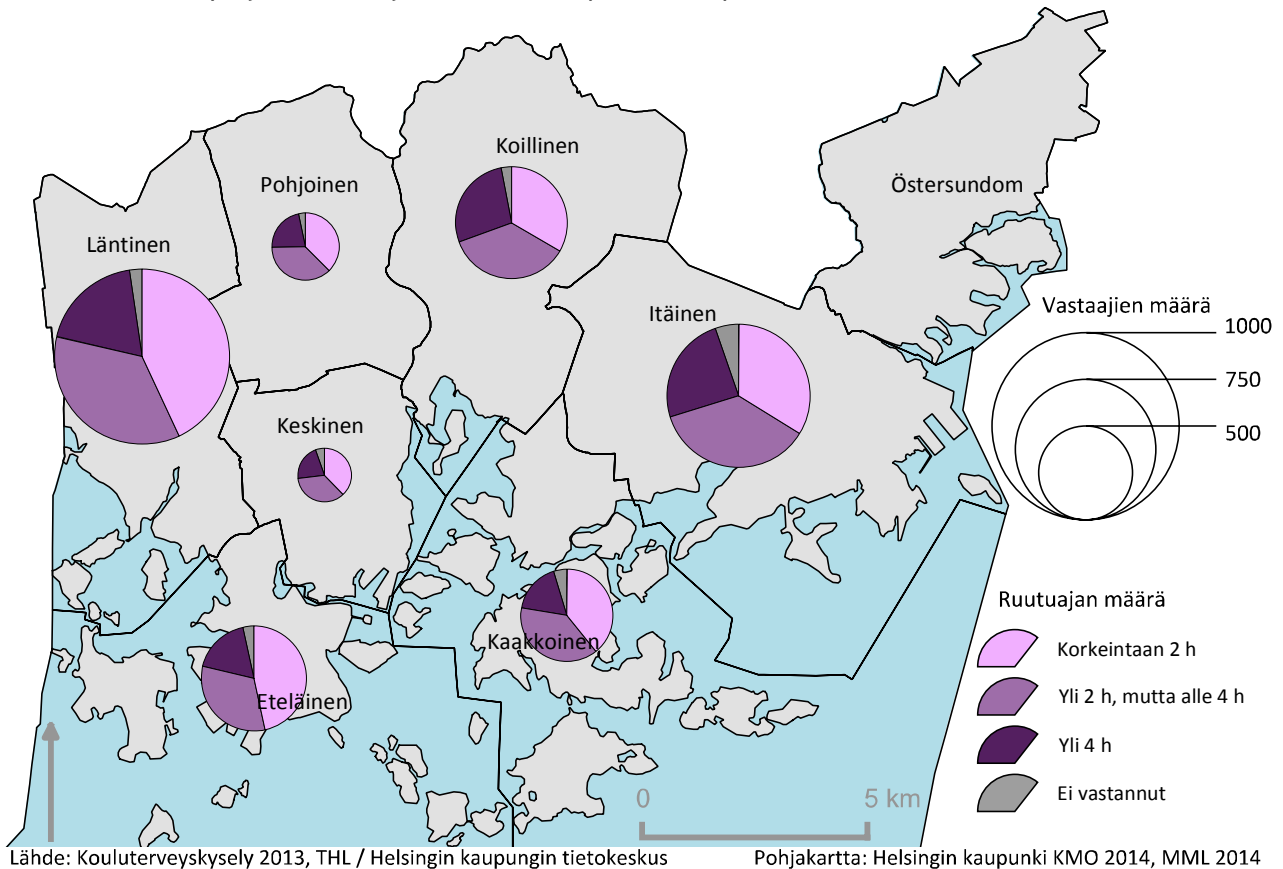 Koillinen
Pohjoinen
Östersundom
Läntinen
Itäinen
Vastaajien määrä
1000
750
500
Keskinen
Ruutuajan määrä
Kaakkoinen
Korkeintaan 2 h
Eteläinen
Yli 2 h, mutta alle 4 h
Yli 4 h
Ei vastannut
0
5 km
Lähde: Kouluterveyskysely 2013, THL / Helsingin kaupungin tietokeskus
Pohjakartta: Helsingin kaupunki KMO 2014, MML 2014